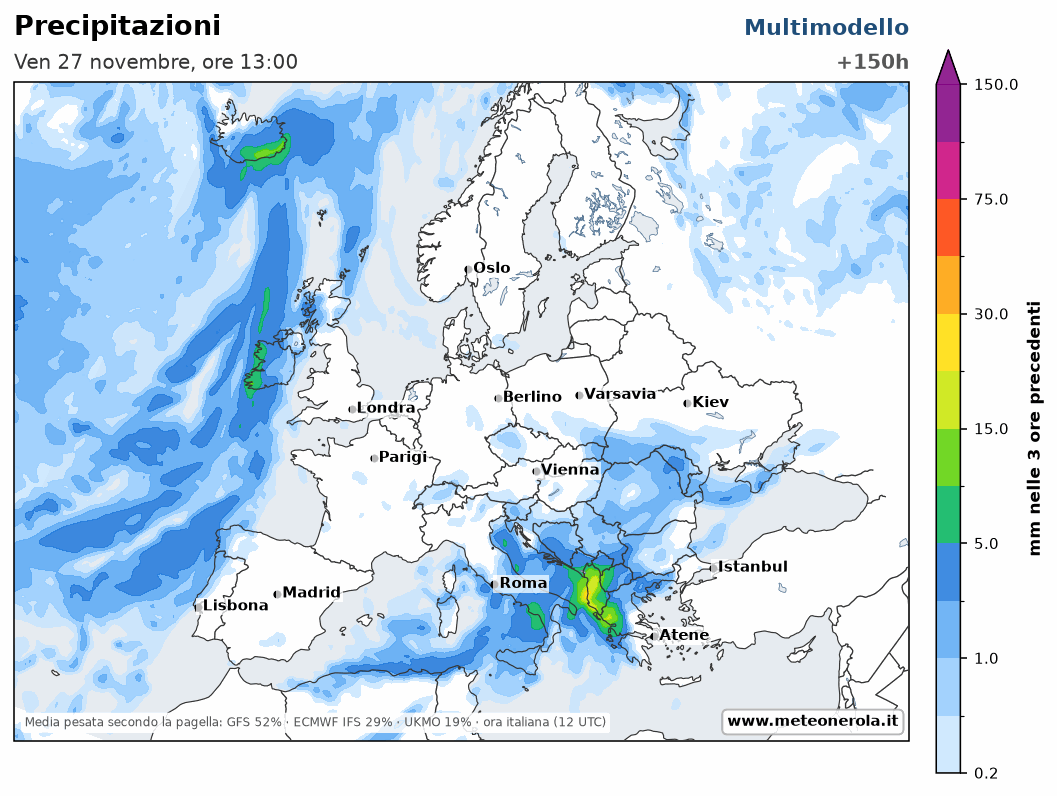 Precipitazioni
Multimodello
Ven 27 novembre, ore 13:00
+150h
150.0
75.0
30.0
15.0
5.0
1.0
0.2
mm nelle 3 ore precedenti
Oslo
Londra
Berlino
Varsavia
Kiev
Parigi
Vienna
Roma
Istanbul
Madrid
Lisbona
Atene
Media pesata secondo la pagella: GFS 52% · ECMWF IFS 29% · UKMO 19% · ora italiana (12 UTC)
www.meteonerola.it